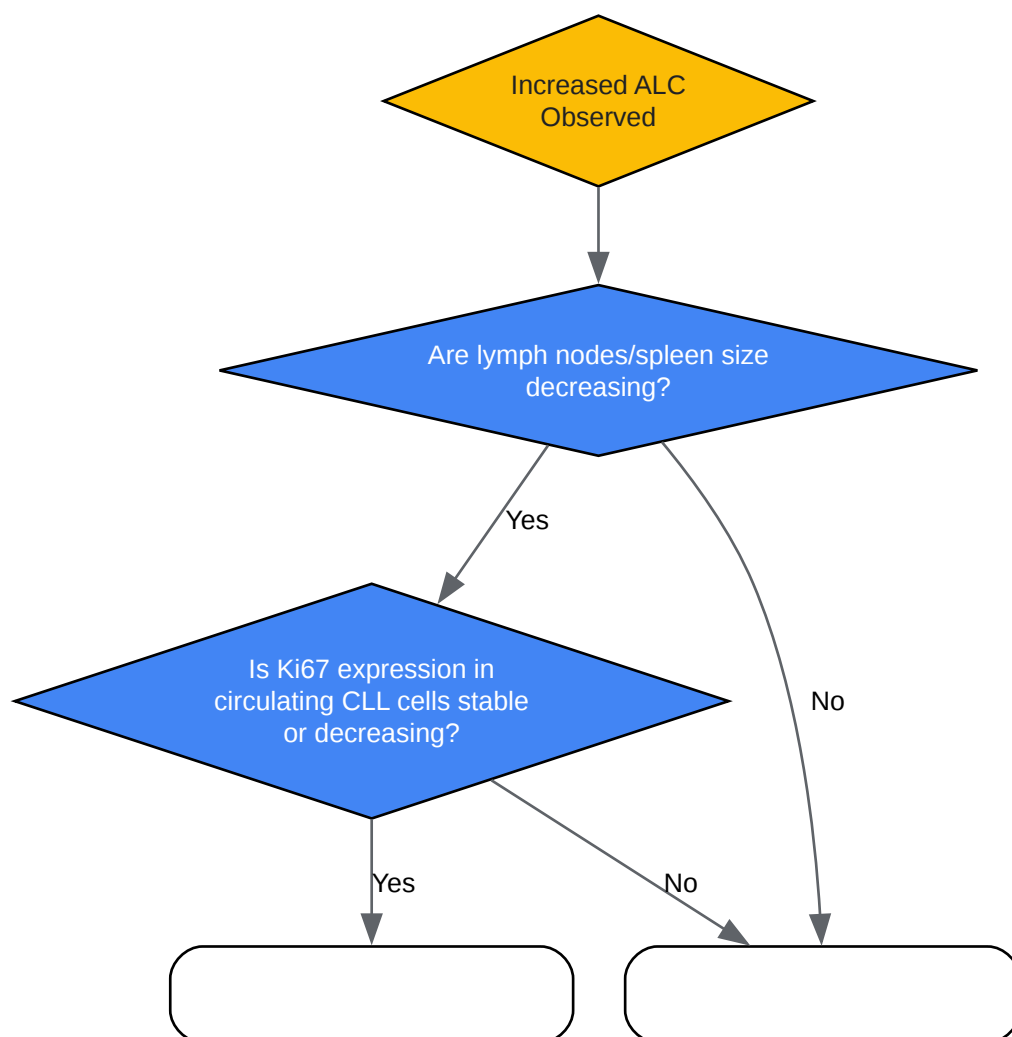 Increased ALC
Observed
Are lymph nodes/spleen size
decreasing?
Yes
Is Ki67 expression in
circulating CLL cells stable
or decreasing?
No
Yes
No